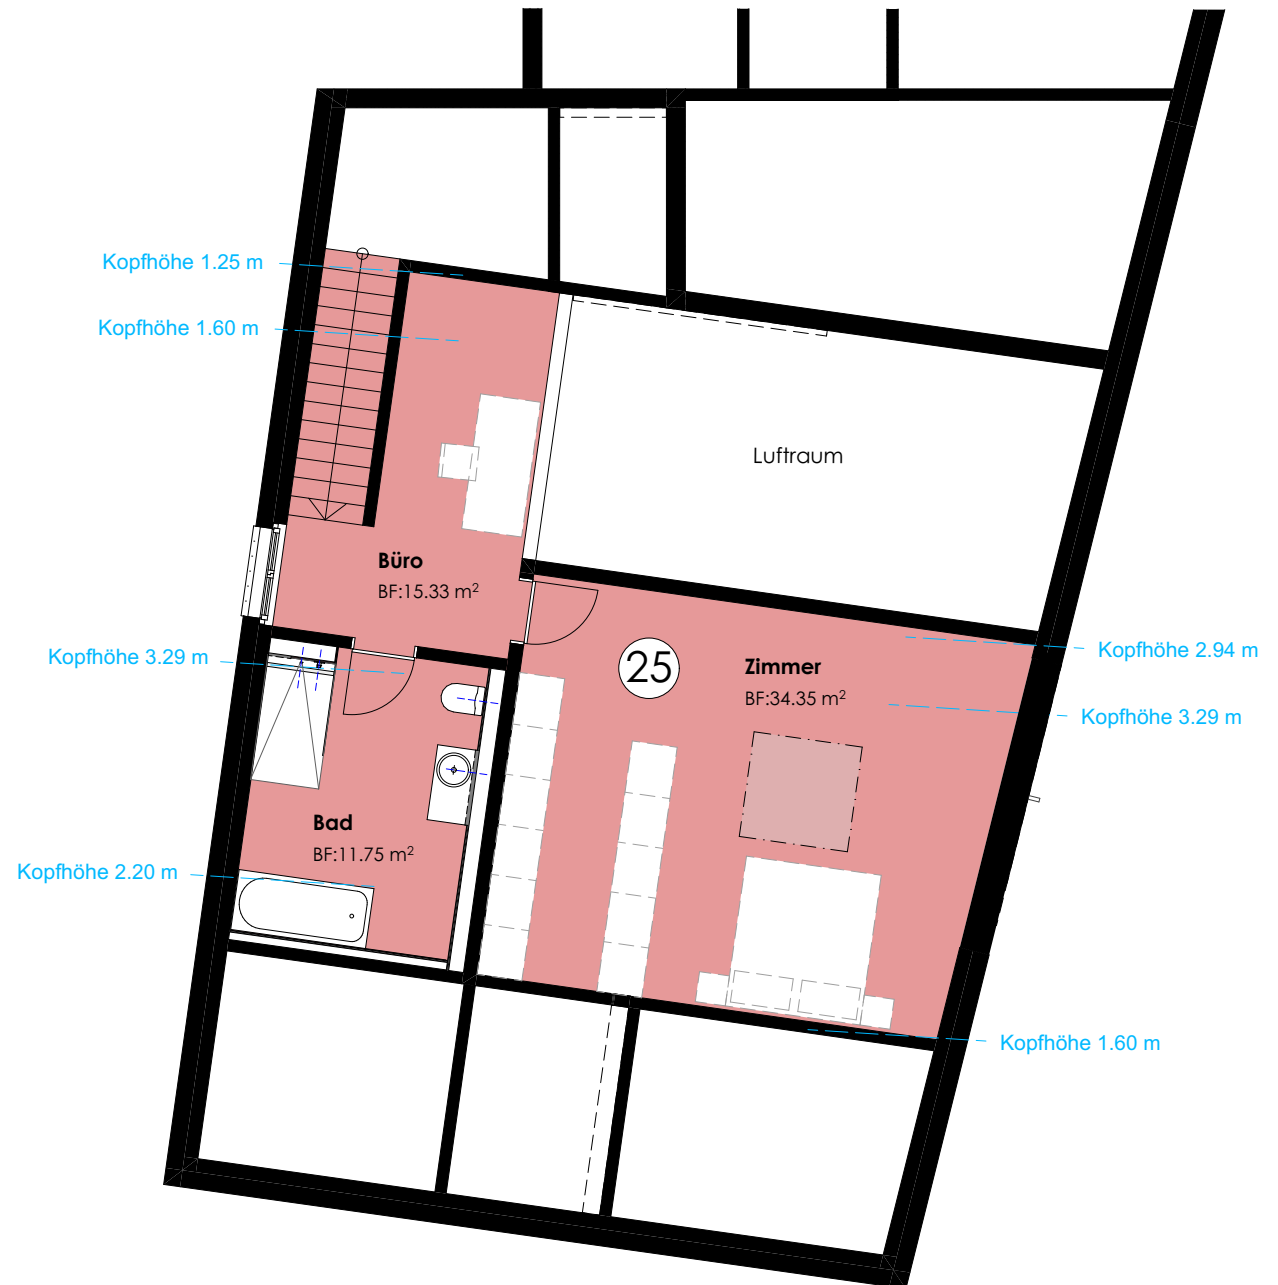 Kopfhöhe 1.25 m
Kopfhöhe 1.60 m
Luftraum
Büro
BF:15.33 m²
Kopfhöhe 3.29 m
25
Zimmer
BF:34.35 m²
Kopfhöhe 2.94 m
Kopfhöhe 3.29 m
Bad
BF:11.75 m²
Kopfhöhe 2.20 m
Kopfhöhe 1.60 m